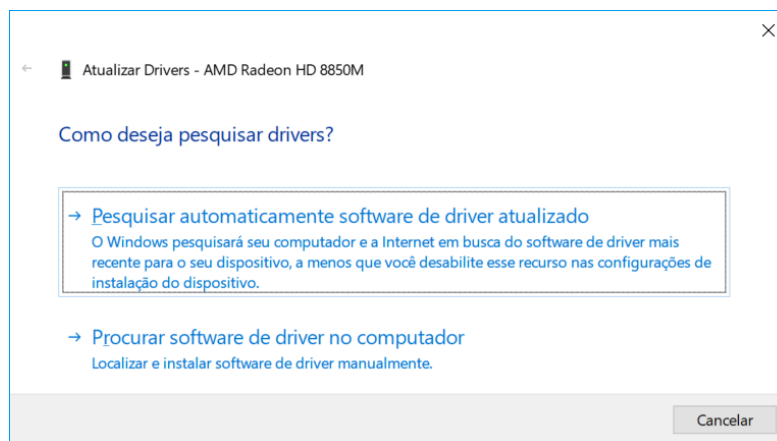 Atualizar Drivers - AMD Radeon HD 8850M
Como deseja pesquisar drivers?
Pesquisar automaticamente software de driver atualizado
O Windows pesquisará seu computador e a Internet em busca do software de driver mais
recente para o seu dispositivo, a menos que você desabilite esse recurso nas configurações de
instalação do dispositivo.
Procurar software de driver no computador
Localizar e instalar software de driver manualmente.
Cancelar